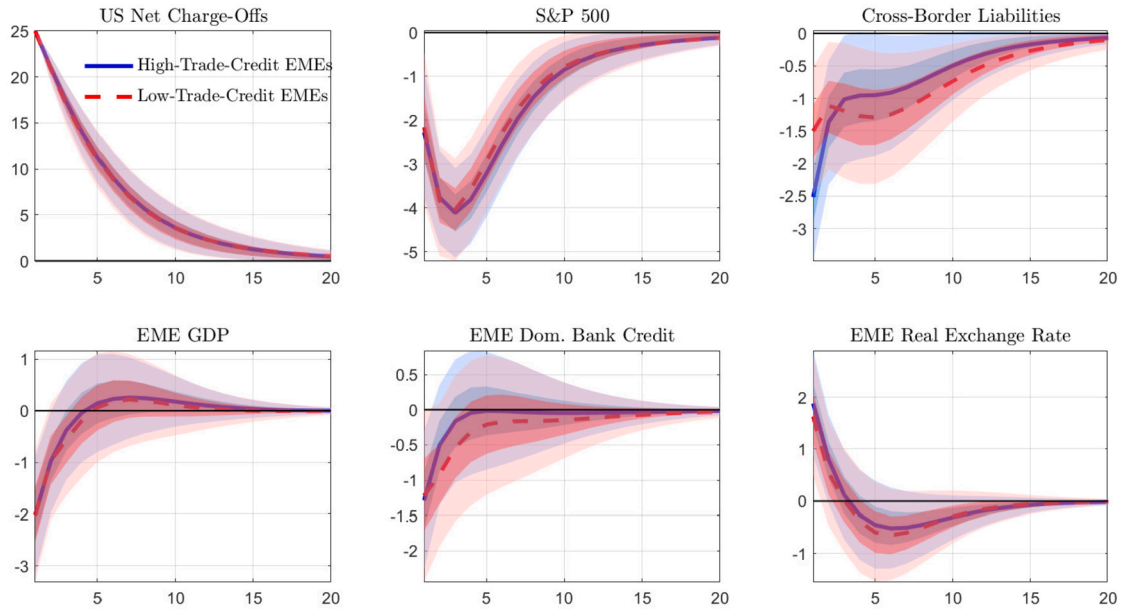 US Net Charge-Offs
25
20
15
10
5
0
5 10 15 20
High-Trade-Credit EMEs
Low-Trade-Credit EMEs
S&P 500
0
-1
-2
-3
-4
-5
5 10 15 20
Cross-Border Liabilities
0
-0.5
-1
-1.5
-2
-2.5
-3
5 10 15 20
EME GDP
1
0
-1
-2
-3
5 10 15 20
EME Dom. Bank Credit
0.5
0
-0.5
-1
-1.5
-2
5 10 15 20
EME Real Exchange Rate
2
1
0
-1
5 10 15 20